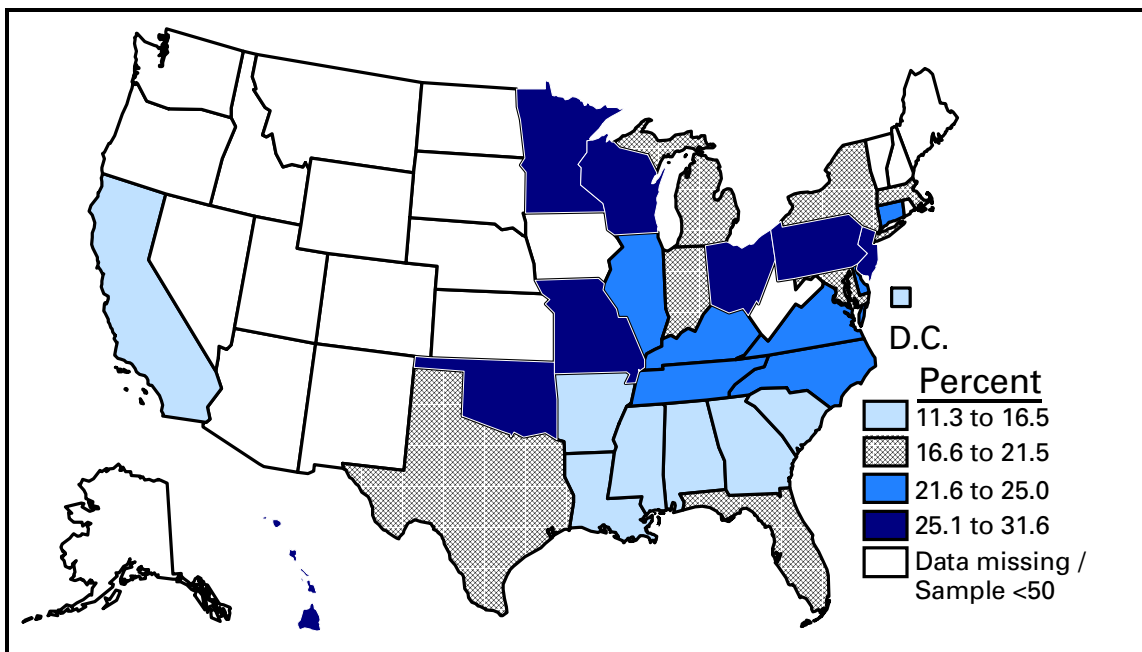 D.C.
Percent
11.3 to 16.5
16.6 to 21.5
21.6 to 25.0
25.1 to 31.6
Data missing /
Sample <50